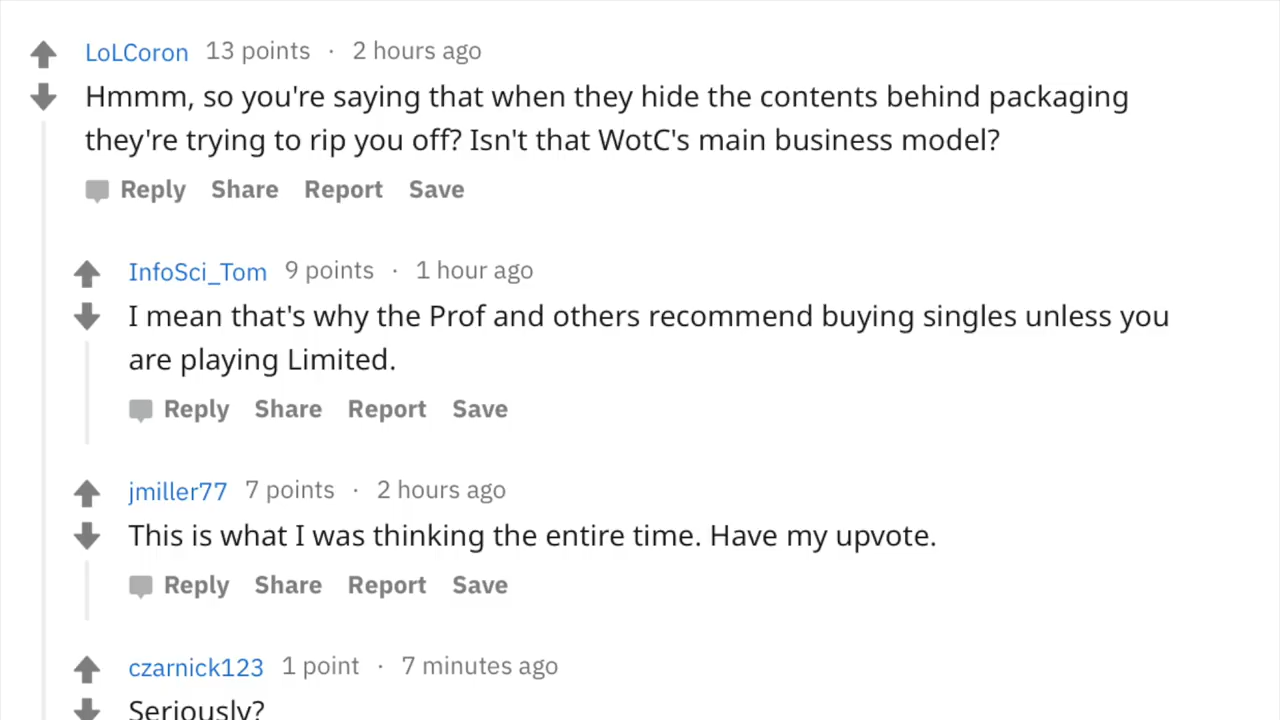 LoLCoron 13 points · 2 hours ago
Hmmm, so you're saying that when they hide the contents behind packaging
they're trying to rip you off? Isn't that WotC's main business model?
Reply Share Report Save
InfoSci_Tom 9 points · 1 hour ago
I mean that's why the Prof and others recommend buying singles unless you
are playing Limited.
Reply Share Report Save
jmiller77 7 points · 2 hours ago
This is what I was thinking the entire time. Have my upvote.
Reply Share Report Save
czarnick123 1 point · 7 minutes ago
Seriously?